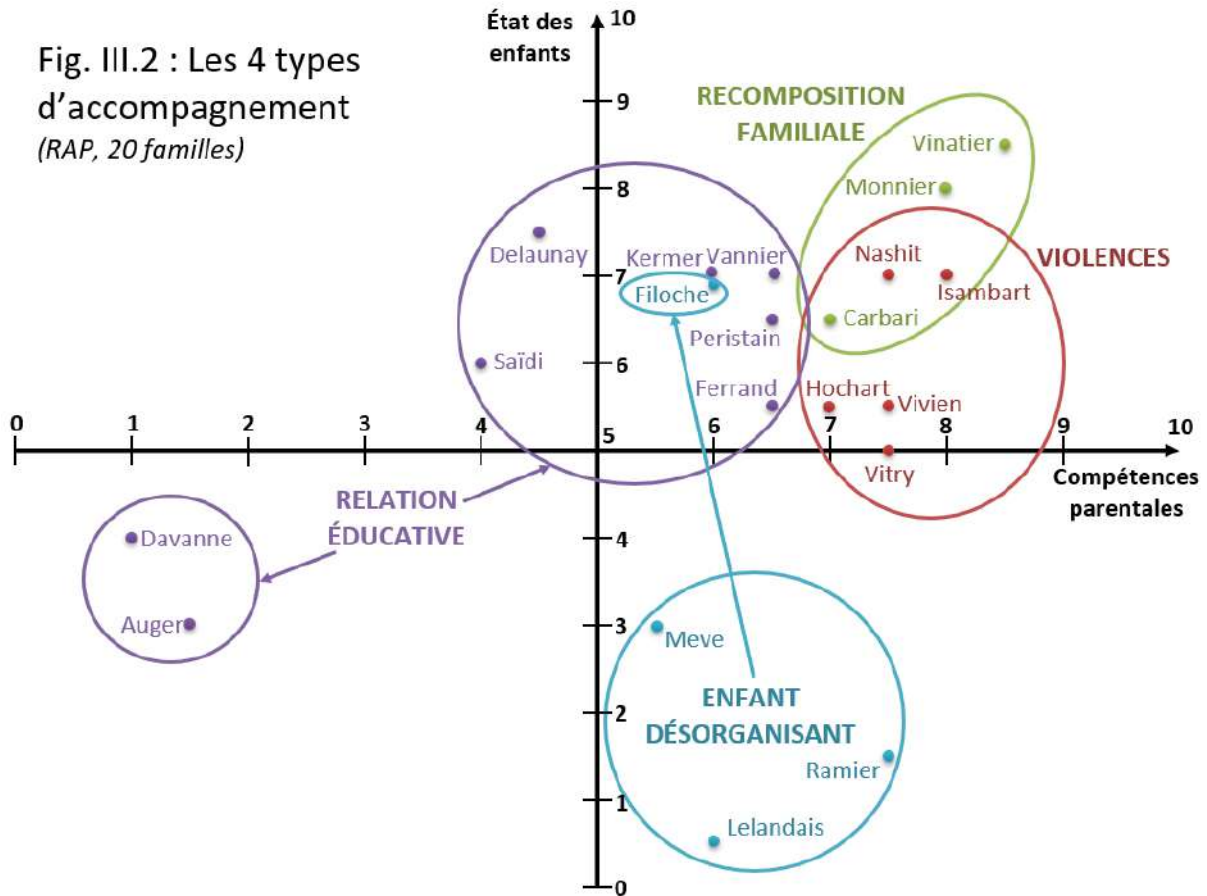 Fig. III.2 : Les 4 types
d'accompagnement
(RAP, 20 familles)
État des
enfants
10
9
RECOMPOSITION
FAMILIALE
Vinatier
Monnier
8
Delaunay
Kermer
Vannier
Nashit
VIOLENCES
7
Filoche
Isambart
Carbari
Peristain
Saïdi
6
Ferrand
Hochart
Vivien
0
1
2
3
4
5
6
7
8
9
10
Vitry
Compétences
parentales
RELATION
ÉDUCATIVE
Davanne
4
Auger
3
Meve
ENFANT
DÉSORGANISANT
2
Ramier
1
Lelandais
0